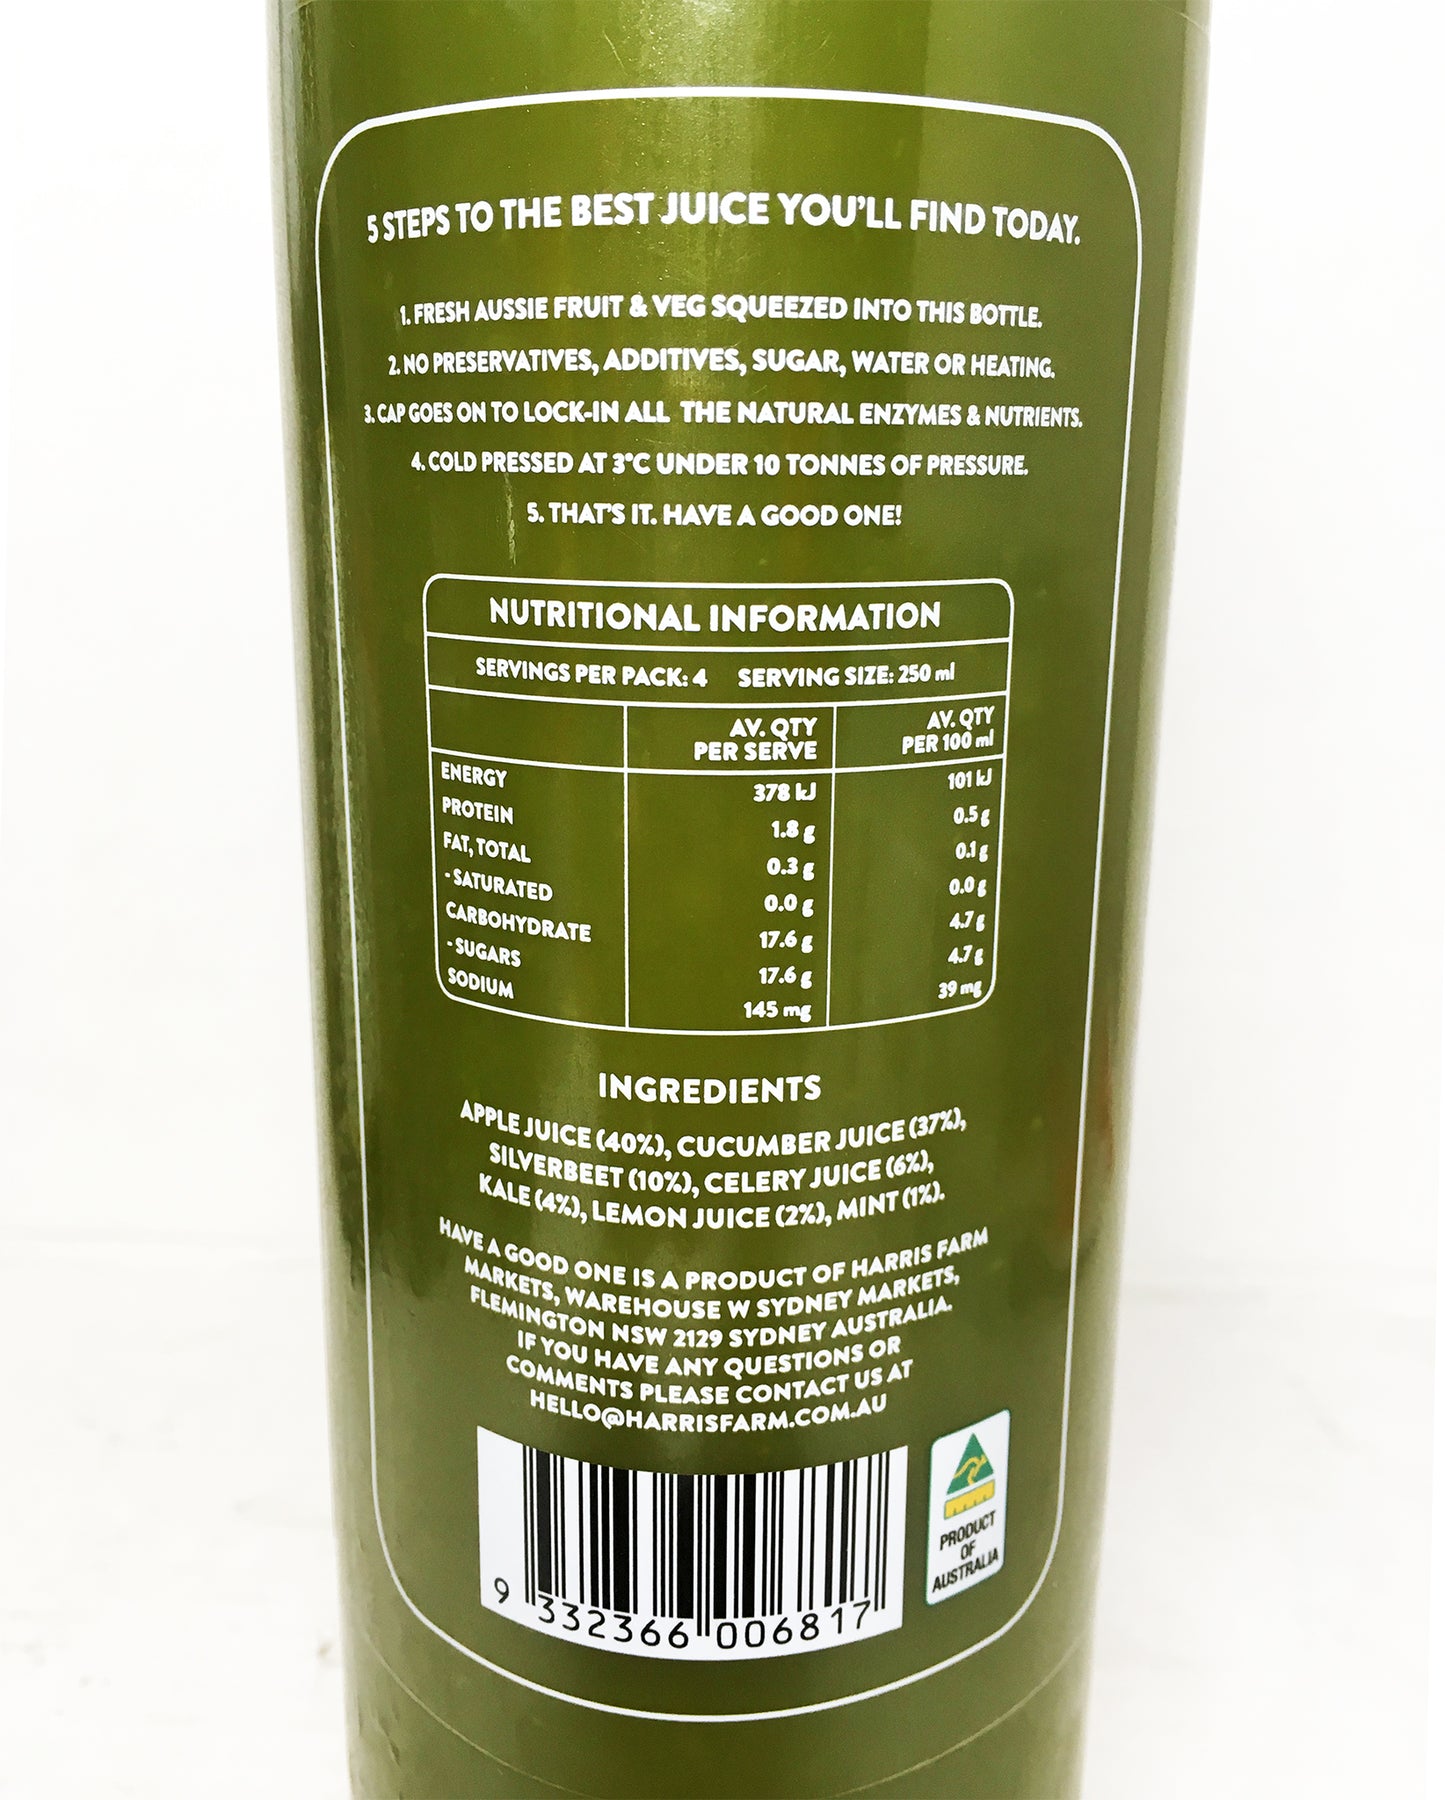 5 STEPS TO THE BEST JUICE YOU'LL FIND TODAY.
1. FRESH AUSSIE FRUIT & VEG SQUEEZED INTO THIS BOTTLE.
2. NO PRESERVATIVES, ADDITIVES, SUGAR, WATER OR HEATING.
3. CAP GOES ON TO LOCK-IN ALL THE NATURAL ENZYMES & NUTRIENTS.
4. COLD PRESSED AT 3°C UNDER 10 TONNES OF PRESSURE.
5. THAT'S IT. HAVE A GOOD ONE!
NUTRITIONAL INFORMATION
SERVINGS PER PACK: 4 SERVING SIZE: 250 ml
AV. QTY PER SERVE AV. QTY PER 100 ml
ENERGY 378 kJ 101 kJ
PROTEIN 1.8 g 0.5 g
FAT, TOTAL 0.3 g 0.1 g
- SATURATED 0.0 g 0.0 g
CARBOHYDRATE 17.6 g 4.7 g
- SUGARS 17.6 g 4.7 g
SODIUM 145 mg 39 mg
INGREDIENTS
APPLE JUICE (40%), CUCUMBER JUICE (37%),
SILVERBEET (10%), CELERY JUICE (6%),
KALE (4%), LEMON JUICE (2%), MINT (1%).
HAVE A GOOD ONE IS A PRODUCT OF HARRIS FARM
MARKETS, WAREHOUSE W SYDNEY MARKETS,
FLEMINGTON NSW 2129 SYDNEY AUSTRALIA.
IF YOU HAVE ANY QUESTIONS OR
COMMENTS PLEASE CONTACT US AT
HELLO@HARRISFARM.COM.AU
9 332366 006817
PRODUCT
OF
AUSTRALIA